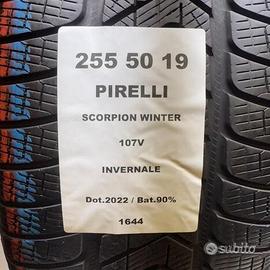 255 50 19
PIRELLI
SCORPION WINTER
107V
INVERNALE
Dot.2022 / Bat.90%
1644
subito